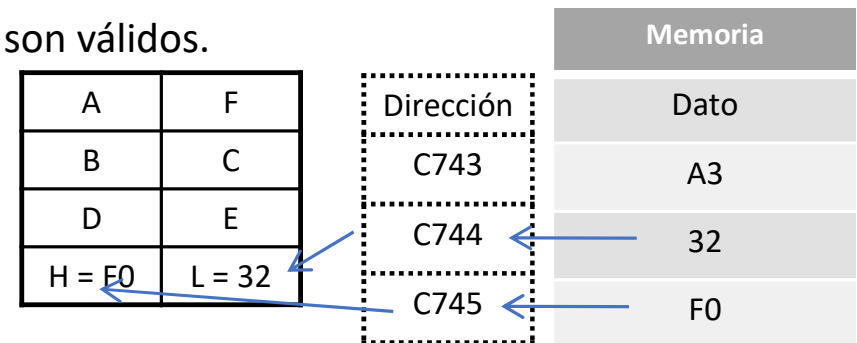 son válidos.
Memoria
A F
B C
D E
H = F0 L = 32
Dirección
C743
C744
C745
Dato
A3
32
F0